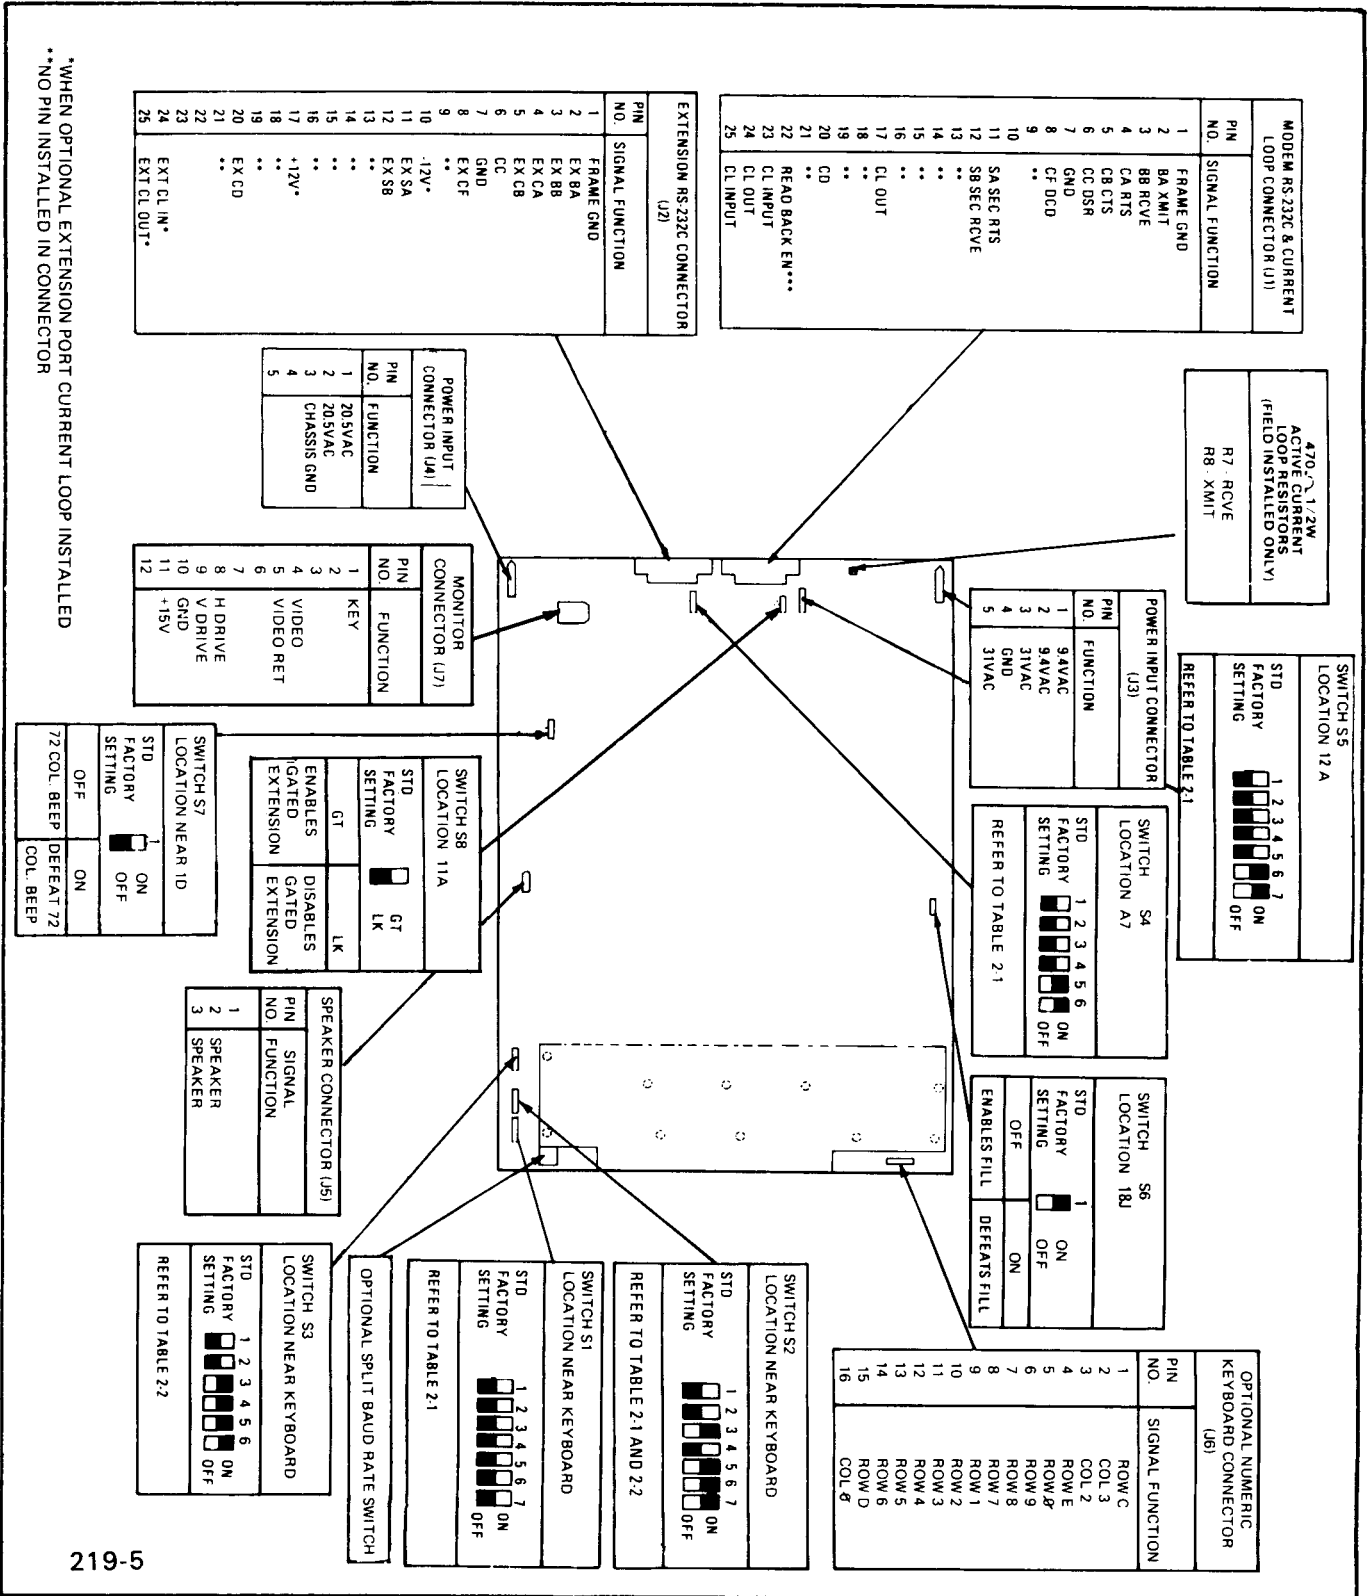 MODEM RS-232C & CURRENT
LOOP CONNECTOR (J1)
PIN NO. SIGNAL FUNCTION
1 FRAME GND
2 BA XMIT
3 BB RCVE
4 CA RTS
5 CB CTS
6 CC DSR
7 GND
8 CF DCD
9 **
10
11 SA SEC RTS
12 SB SEC RCVE
13 **
14 **
15 **
16 **
17 CL OUT
18 **
19 **
20 CD
21 **
22 READ BACK EN***
23 CL INPUT
24 CL OUT
25 CL INPUT
EXTENSION RS-232C CONNECTOR
(J2)
PIN NO. SIGNAL FUNCTION
1 FRAME GND
2 EX BA
3 EX BB
4 EX CA
5 EX CB
6 CC
7 GND
8 EX CF
9 **
10 -12V*
11 EX SA
12 EX SB
13 **
14 **
15 **
16 **
17 +12V*
18 **
19 **
20 EX CD
21 **
22
23
24 EXT CL IN*
25 EXT CL OUT*
*WHEN OPTIONAL EXTENSION PORT CURRENT LOOP INSTALLED
**NO PIN INSTALLED IN CONNECTOR
470 Ω 1/2W
ACTIVE CURRENT
LOOP RESISTORS
(FIELD INSTALLED ONLY)
R7 - RCVE
R8 - XMIT
POWER INPUT
CONNECTOR (J4)
PIN NO. FUNCTION
1 20.5VAC
2 20.5VAC
3 CHASSIS GND
4
5
MONITOR
CONNECTOR (J7)
PIN NO. FUNCTION
1 KEY
2
3
4 VIDEO
5 VIDEO RET
6
7
8 H DRIVE
9 V DRIVE
10 GND
11 +15V
12
POWER INPUT CONNECTOR
(J3)
PIN NO. FUNCTION
1 9.4VAC
2 9.4VAC
3 31VAC
4 GND
5 31VAC
SWITCH S5
LOCATION 12 A
STD
FACTORY
SETTING
1 2 3 4 5 6 7
ON
OFF
REFER TO TABLE 2-1
SWITCH S4
LOCATION A7
STD
FACTORY
SETTING
1 2 3 4 5 6
ON
OFF
REFER TO TABLE 2-1
SWITCH S6
LOCATION 18J
STD
FACTORY
SETTING
1
ON
OFF
OFF ON
ENABLES FILL DEFEATS FILL
SWITCH S8
LOCATION 11A
STD
FACTORY
SETTING
GT
LK
GT LK
ENABLES
GATED
EXTENSION
DISABLES
GATED
EXTENSION
SWITCH S7
LOCATION NEAR 1D
STD
FACTORY
SETTING
1
ON
OFF
OFF ON
72 COL. BEEP
DEFEAT 72
COL. BEEP
SPEAKER CONNECTOR (J5)
PIN NO. SIGNAL FUNCTION
1
2 SPEAKER
3 SPEAKER
OPTIONAL NUMERIC
KEYBOARD CONNECTOR
(J6)
PIN NO. SIGNAL FUNCTION
1 ROW C
2 COL 3
3 COL 2
4 ROW E
5 ROW Ø
6 ROW 9
7 ROW 8
8 ROW 7
9 ROW 1
10 ROW 2
11 ROW 3
12 ROW 4
13 ROW 5
14 ROW 6
15 ROW D
16 COL Ø
SWITCH S2
LOCATION NEAR KEYBOARD
STD
FACTORY
SETTING
1 2 3 4 5 6 7
ON
OFF
REFER TO TABLE 2-1 AND 2-2
SWITCH S1
LOCATION NEAR KEYBOARD
STD
FACTORY
SETTING
1 2 3 4 5 6 7
ON
OFF
REFER TO TABLE 2-1
OPTIONAL SPLIT BAUD RATE SWITCH
SWITCH S3
LOCATION NEAR KEYBOARD
STD
FACTORY
SETTING
1 2 3 4 5 6
ON
OFF
REFER TO TABLE 2-2
219-5